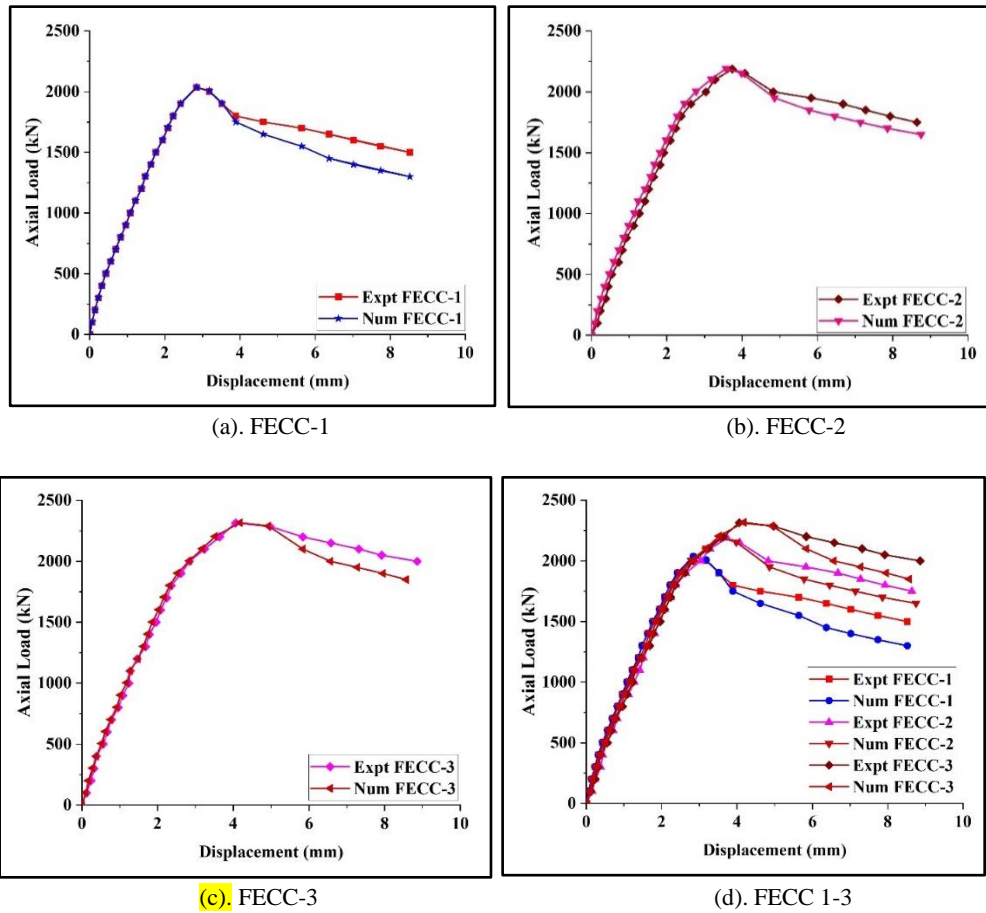 2500
2000
1500
1000
500
0
Axial Load (kN)
Expt FECC-1
Num FECC-1
0 2 4 6 8 10
Displacement (mm)
(a). FECC-1
2500
2000
1500
1000
500
0
Axial Load (kN)
Expt FECC-2
Num FECC-2
0 2 4 6 8 10
Displacement (mm)
(b). FECC-2
2500
2000
1500
1000
500
0
Axial Load (kN)
Expt FECC-3
Num FECC-3
0 2 4 6 8 10
Displacement (mm)
(c). FECC-3
2500
2000
1500
1000
500
0
Axial Load (kN)
Expt FECC-1
Num FECC-1
Expt FECC-2
Num FECC-2
Expt FECC-3
Num FECC-3
0 2 4 6 8 10
Displacement (mm)
(d). FECC 1-3